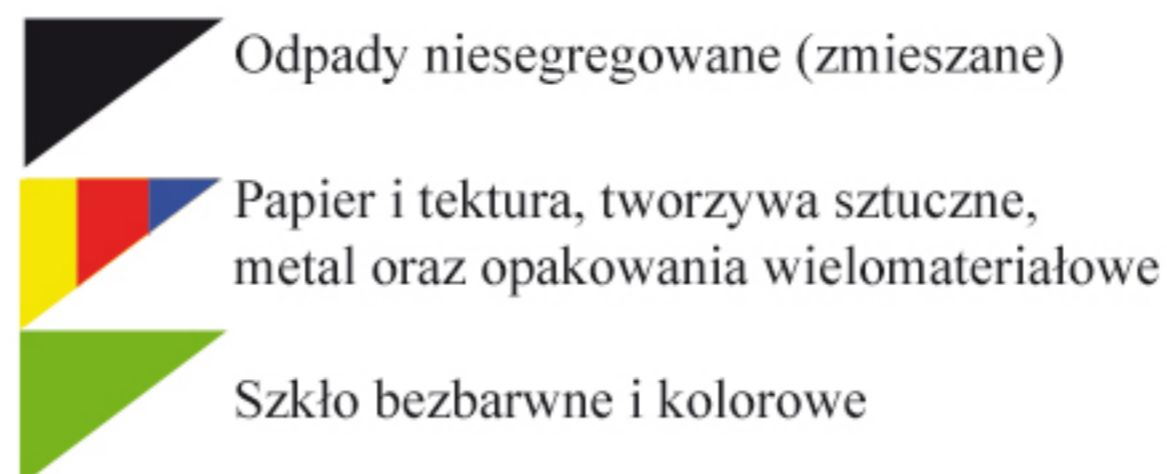 Odpady niesegregowane (zmieszane)
Papier i tektura, tworzywa sztuczne,
metal oraz opakowania wielomateriałowe
Szkło bezbarwne i kolorowe